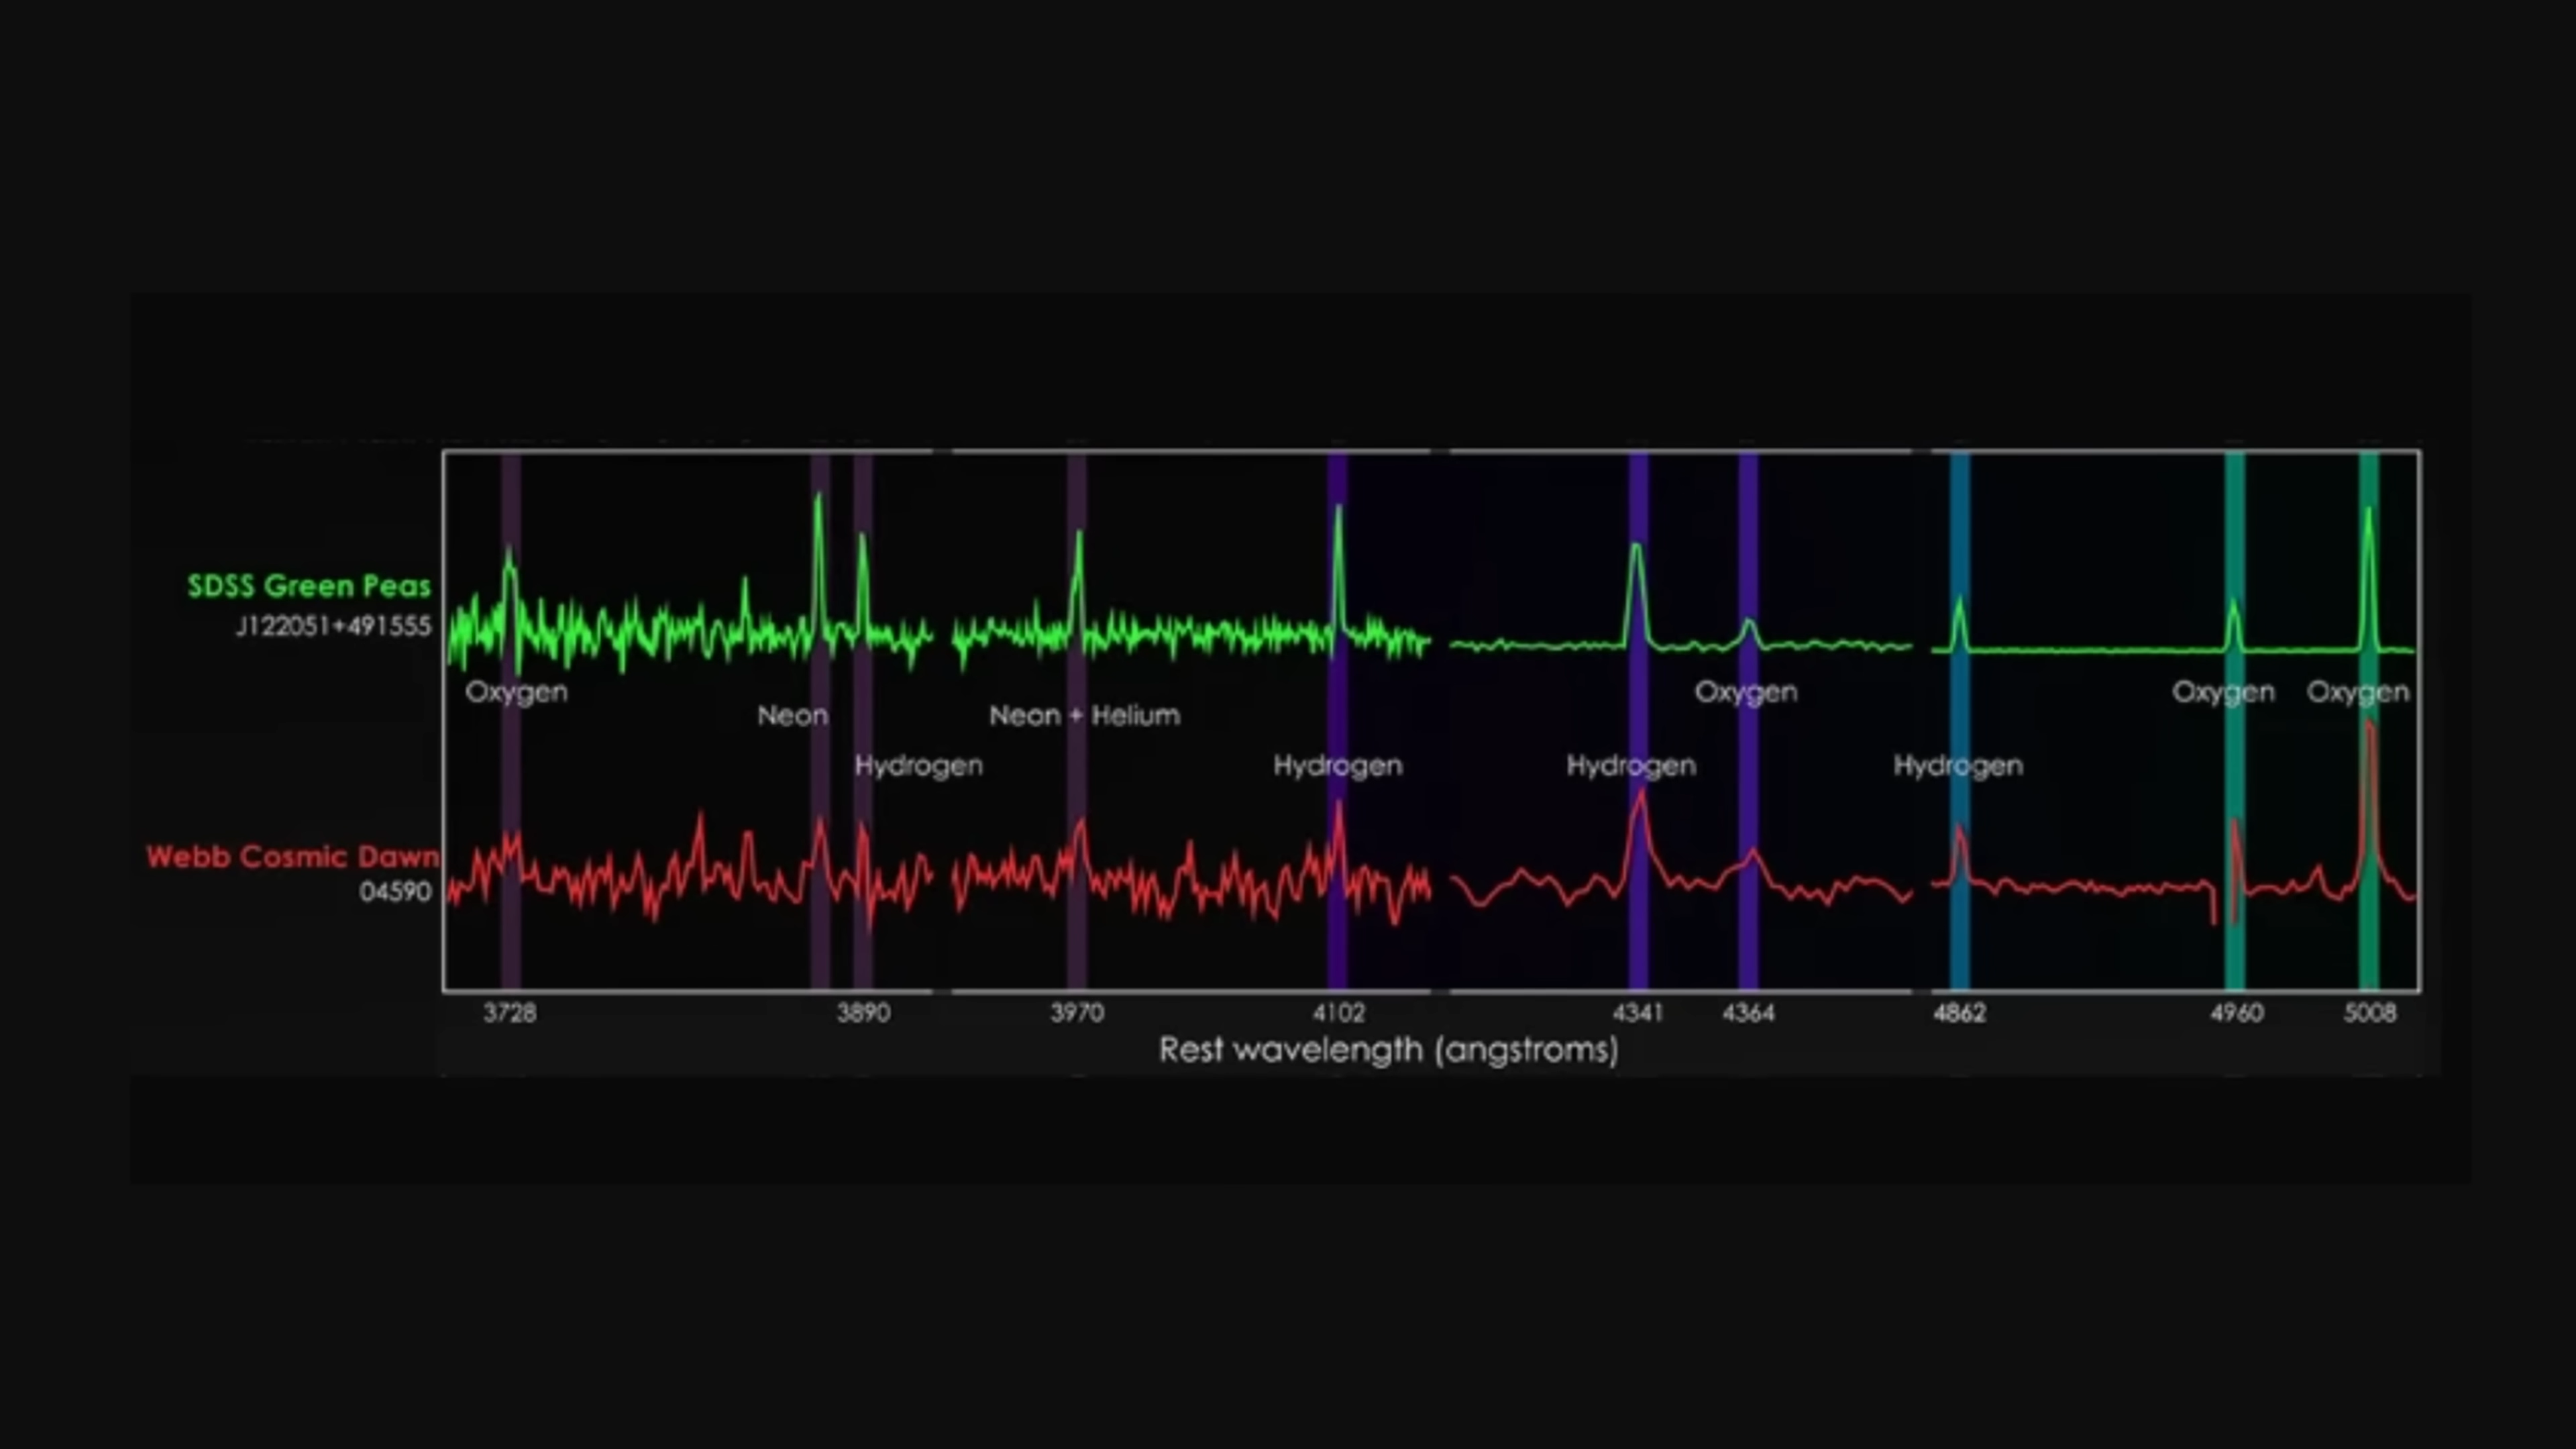 SDSS Green Peas
J122051+491555
Oxygen
Oxygen
Oxygen
Oxygen
Neon
Neon + Helium
Hydrogen
Hydrogen
Hydrogen
Hydrogen
Webb Cosmic Dawn
04590
3728
3890
3970
4102
4341
4364
4862
4960
5008
Rest wavelength (angstroms)